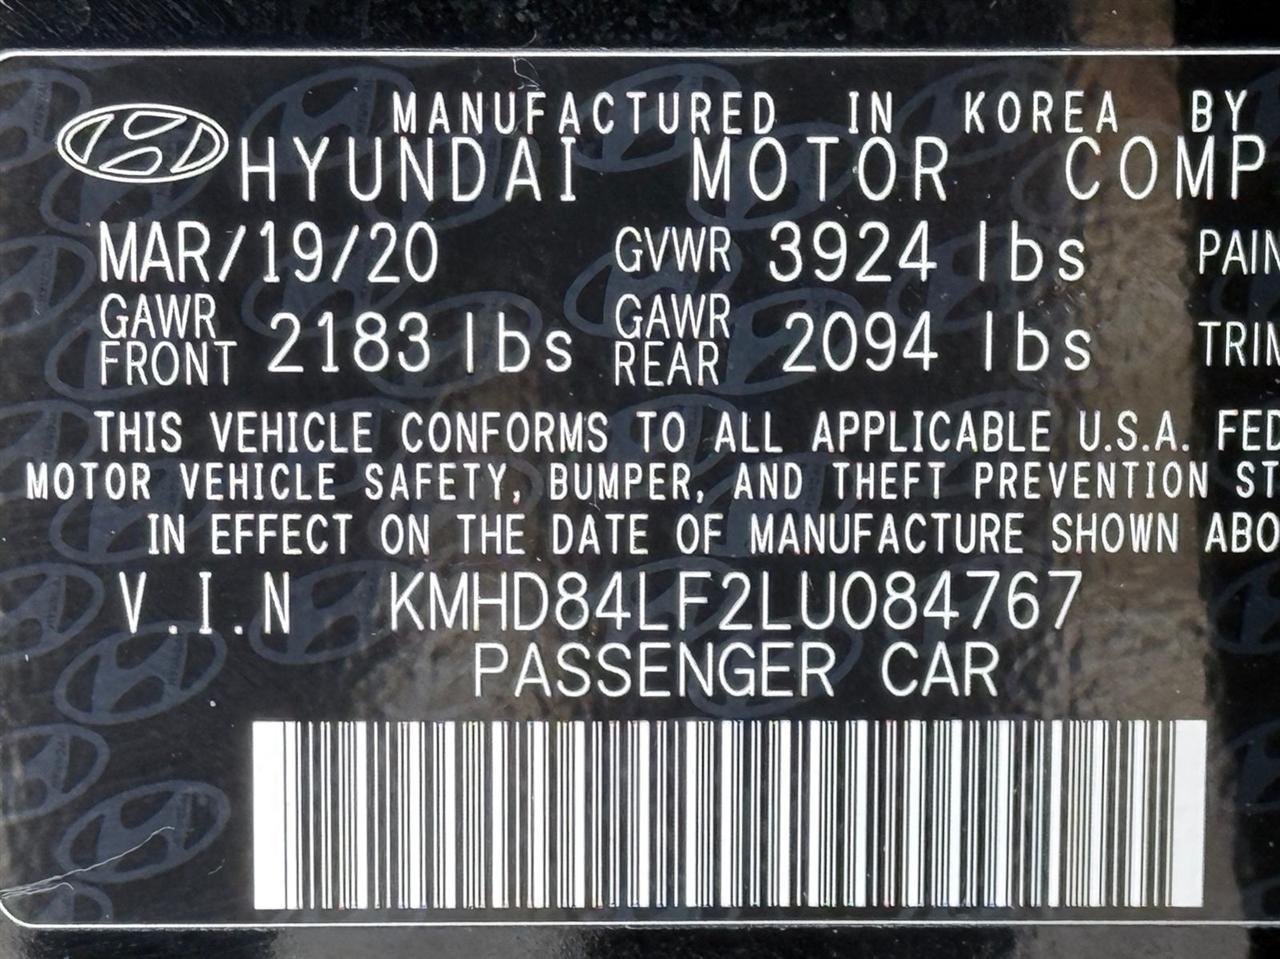 MANUFACTURED IN KOREA BY
HYUNDAI MOTOR COMP
MAR/19/20 GVWR 3924 lbs PAIN
GAWR FRONT 2183 lbs GAWR REAR 2094 lbs TRIM
THIS VEHICLE CONFORMS TO ALL APPLICABLE U.S.A. FED
MOTOR VEHICLE SAFETY, BUMPER, AND THEFT PREVENTION ST
IN EFFECT ON THE DATE OF MANUFACTURE SHOWN ABO
V.I.N KMHD84LF2LU084767
PASSENGER CAR